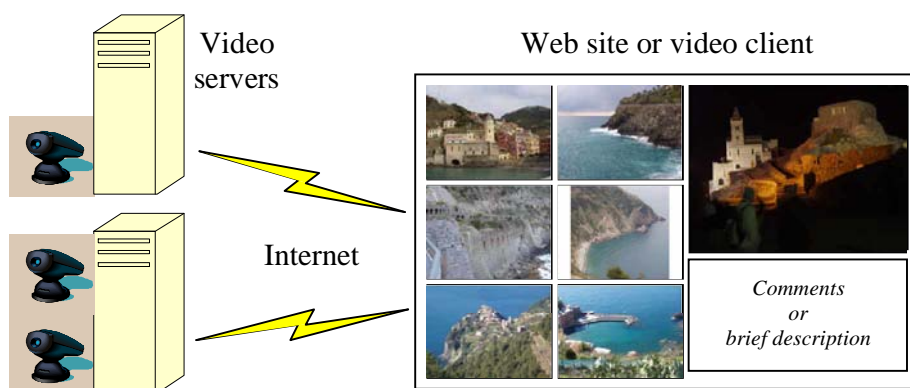 Video
servers
Web site or video client
Internet
Comments
or
brief description